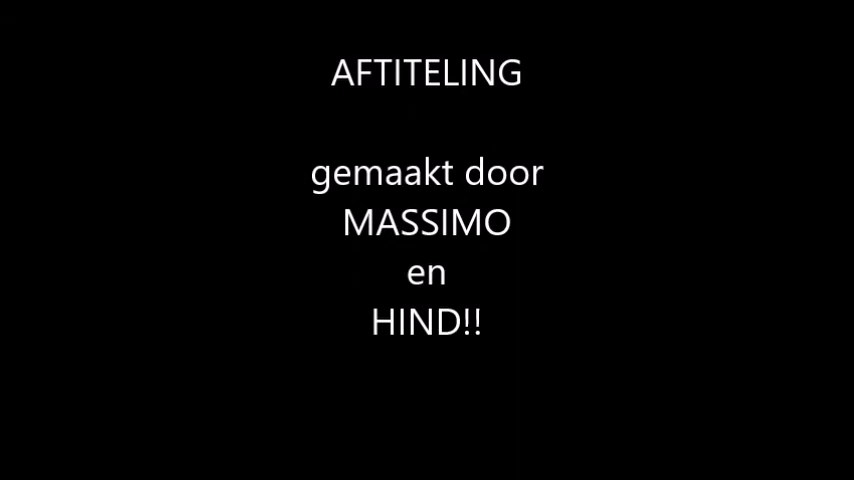 AFTITELING
gemaakt door
MASSIMO
en
HIND!!